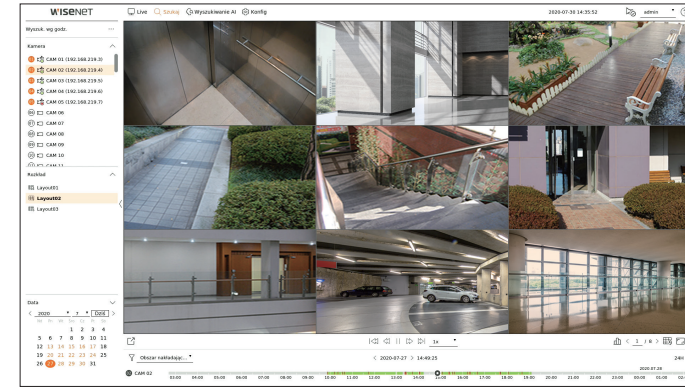 WISENET
Live
Szukaj
Wyszukiwanie AI
Konfig
2020-07-30 14:35:52
admin
Wyszuk. wg godz.
Kamera
CAM 01 (192.168.219.3)
CAM 02 (192.168.219.4)
CAM 03 (192.168.219.5)
CAM 04 (192.168.219.6)
CAM 05 (192.168.219.7)
CAM 06
CAM 07
CAM 08
CAM 09
CAM 10
CAM 11
Rozkład
Layout01
Layout02
Layout03
Data
2020 7 Dziś
1 2 3 4
5 6 7 8 9 10 11
12 13 14 15 16 17 18
19 20 21 22 23 24 25
26 27 28 29 30 31
1x
1 / 8
Obszar nakładając...
2020-07-27 14:49:25
24H
2020.07.28
CAM 02
03:00 04:00 05:00 06:00 07:00 08:00 09:00 10:00 11:00 12:00 13:00 14:00 15:00 16:00 17:00 18:00 19:00 20:00 21:00 22:00 23:00 00:00 01:00